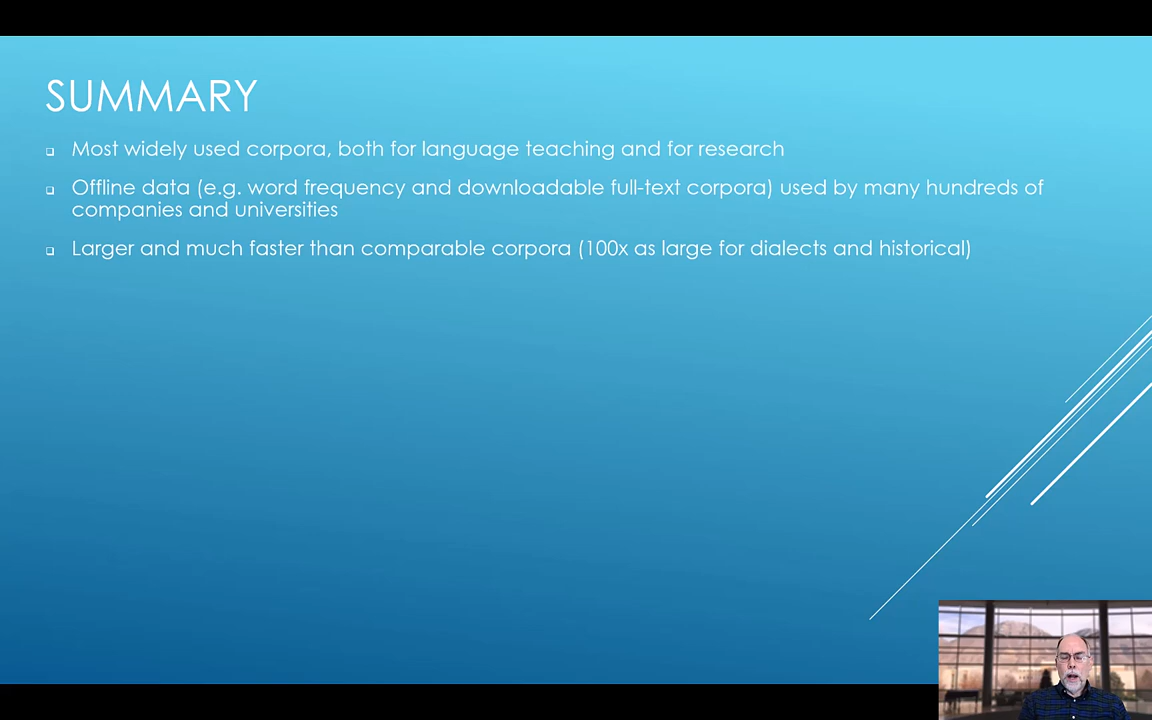 SUMMARY
Most widely used corpora, both for language teaching and for research
Offline data (e.g. word frequency and downloadable full-text corpora) used by many hundreds of
companies and universities
Larger and much faster than comparable corpora (100x as large for dialects and historical)